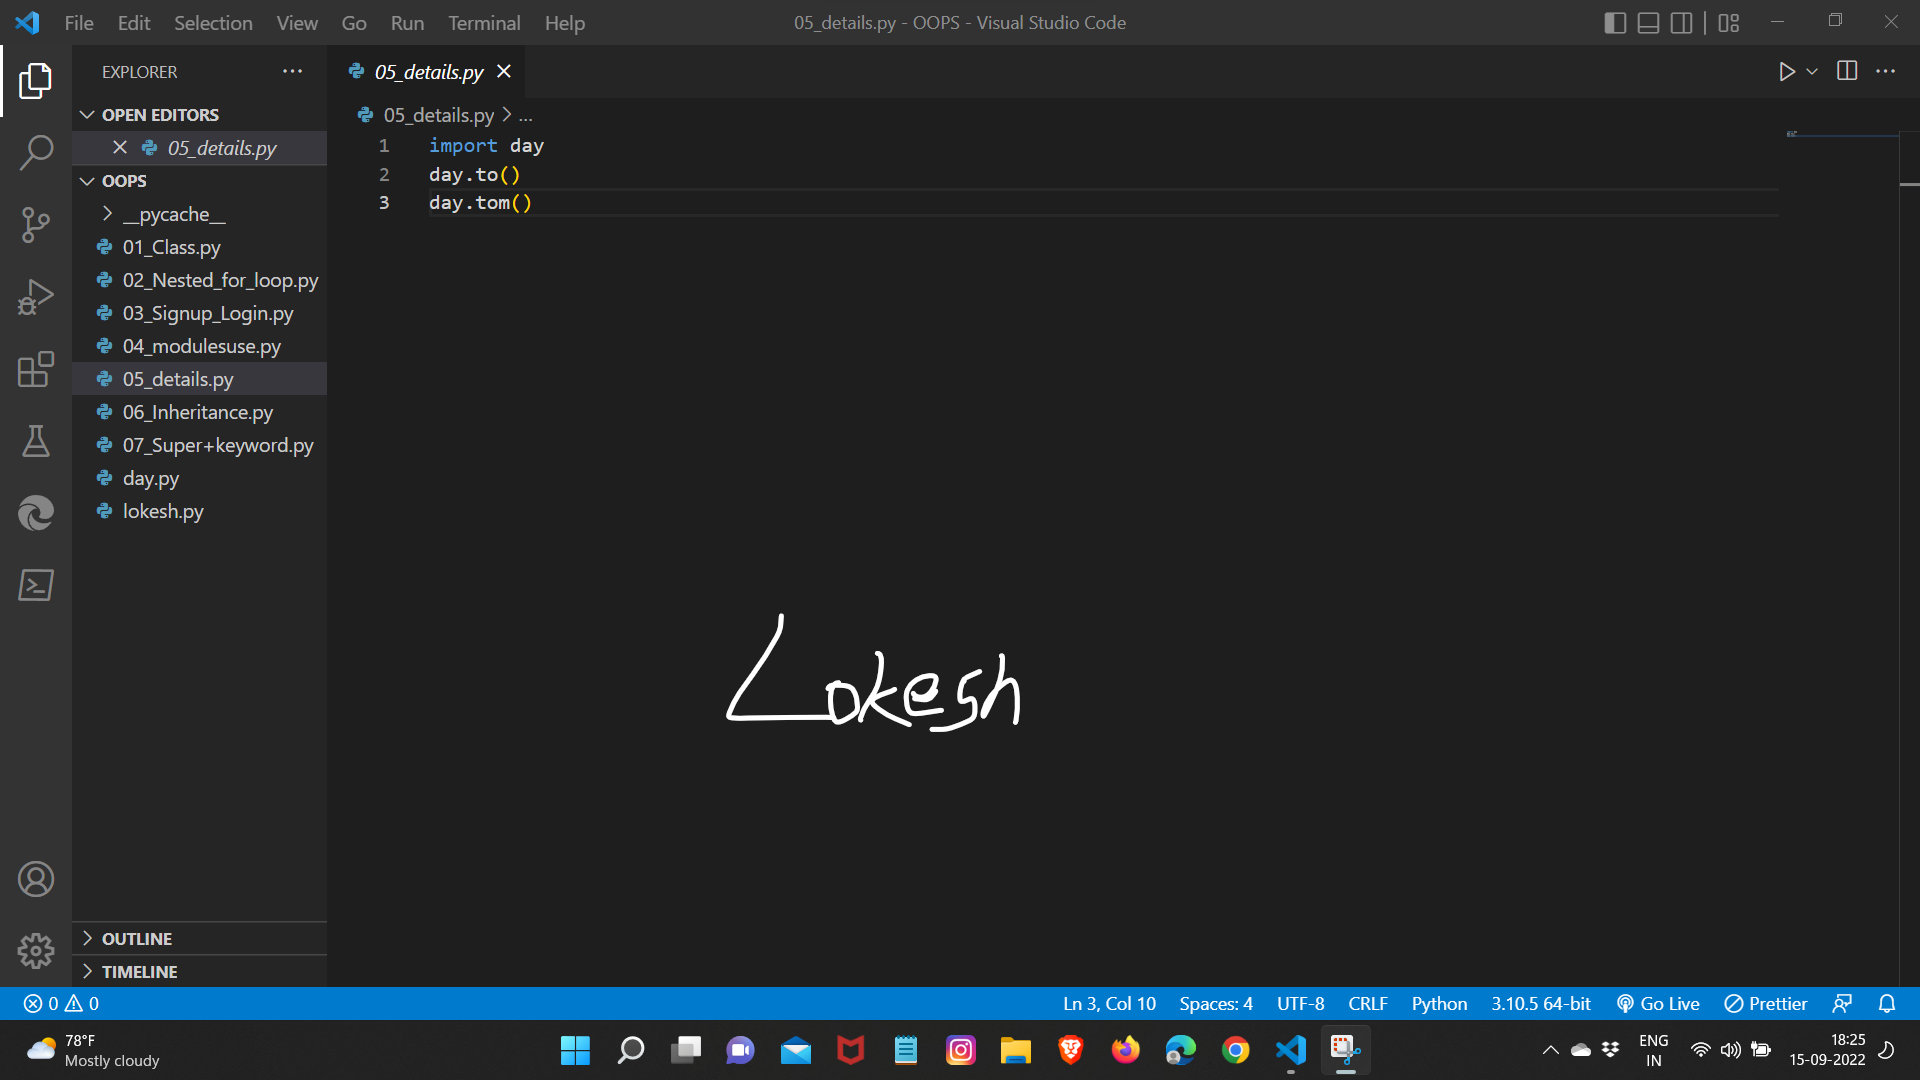 File Edit Selection View Go Run Terminal Help 05_details.py - OOPS - Visual Studio Code
EXPLORER
OPEN EDITORS
05_details.py
OOPS
__pycache__
01_Class.py
02_Nested_for_loop.py
03_Signup_Login.py
04_modulesuse.py
05_details.py
06_Inheritance.py
07_Super+keyword.py
day.py
lokesh.py
OUTLINE
TIMELINE
05_details.py
05_details.py > ...
1 import day
2 day.to()
3 day.tom()
Lokesh
0 0 Ln 3, Col 10 Spaces: 4 UTF-8 CRLF Python 3.10.5 64-bit Go Live Prettier
78°F
Mostly cloudy
ENG
IN
18:25
15-09-2022